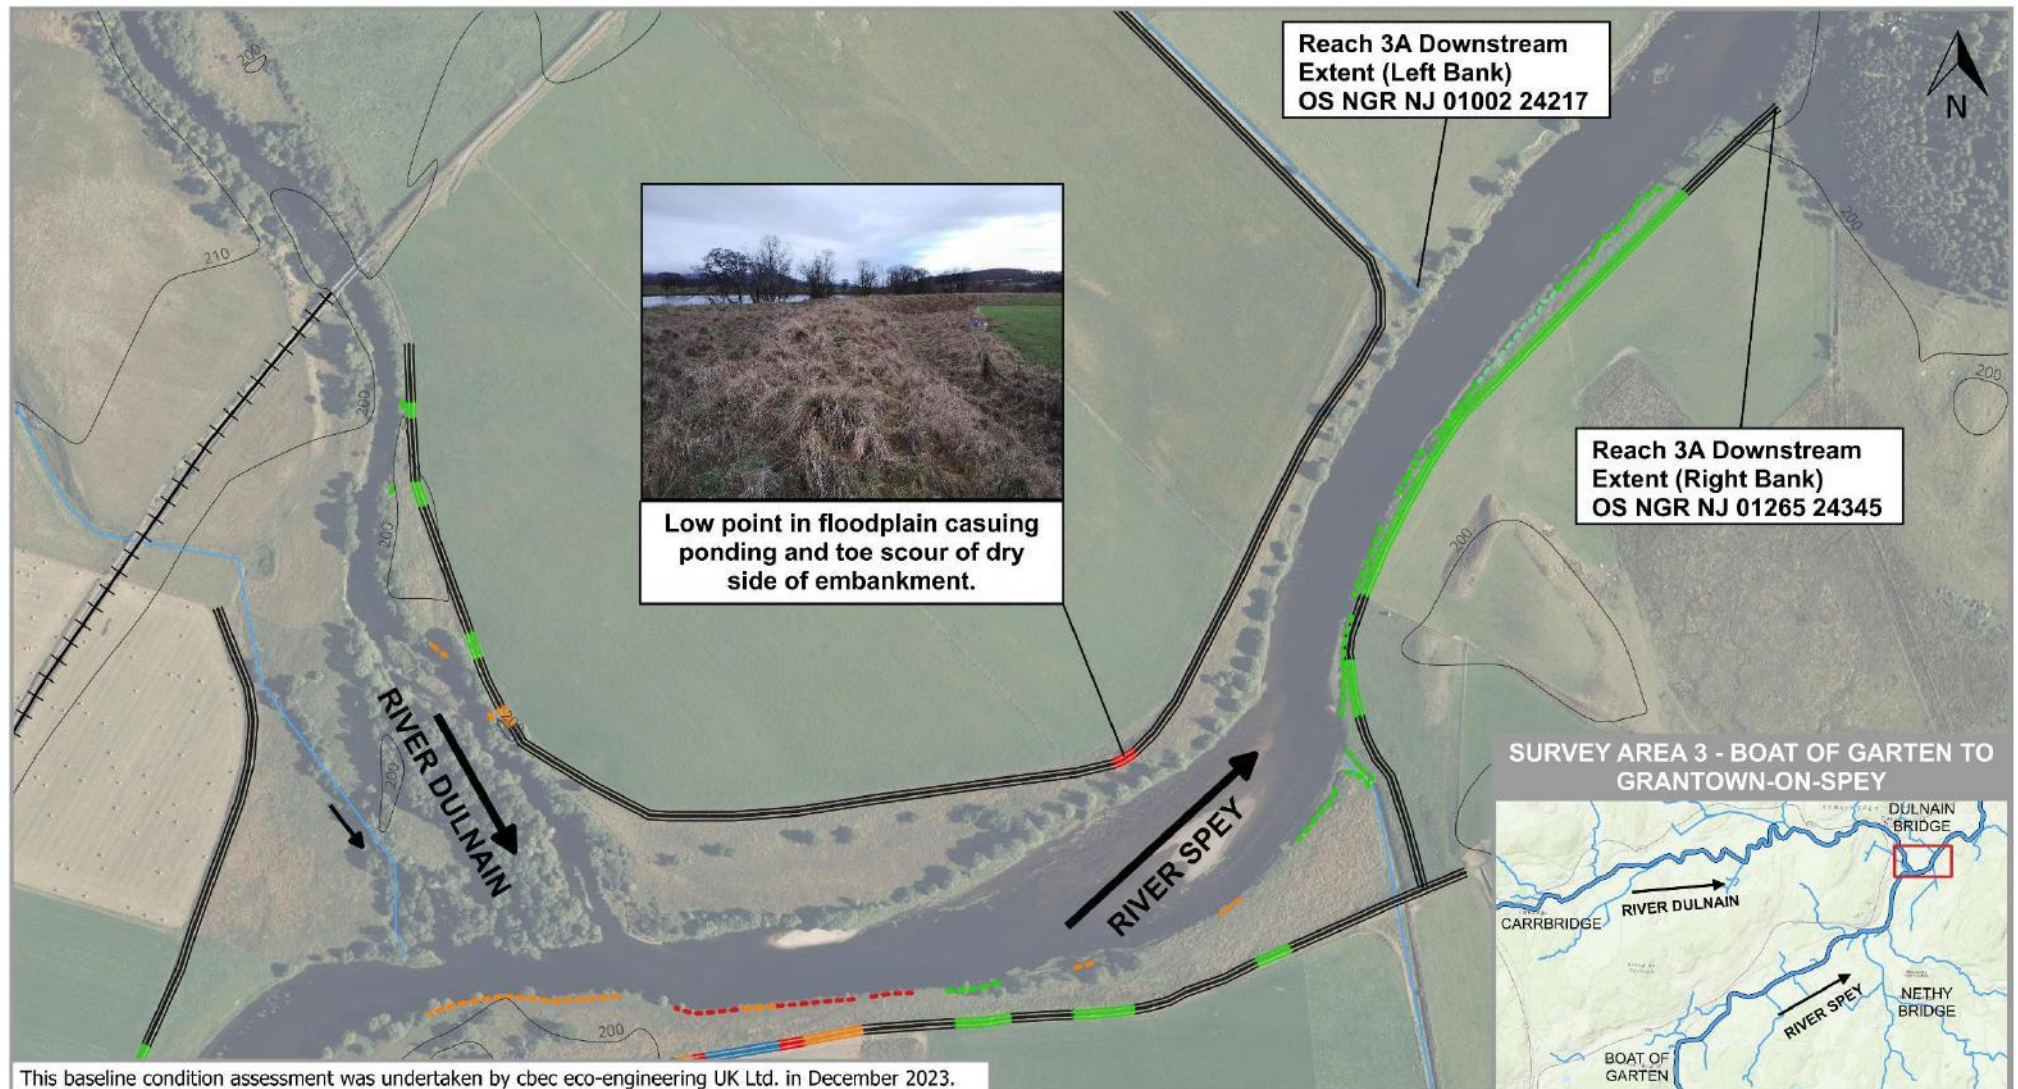 Reach 3A Downstream
Extent (Left Bank)
OS NGR NJ 01002 24217
N
200
210
200
200
200
200
200
200
200
200
Low point in floodplain casuing
ponding and toe scour of dry
side of embankment.
Reach 3A Downstream
Extent (Right Bank)
OS NGR NJ 01265 24345
RIVER DULNAIN
RIVER SPEY
SURVEY AREA 3 - BOAT OF GARTEN TO
GRANTOWN-ON-SPEY
DULNAIN
BRIDGE
RIVER DULNAIN
CARRBRIDGE
NETHY
BRIDGE
RIVER SPEY
BOAT OF
GARTEN
This baseline condition assessment was undertaken by cbec eco-engineering UK Ltd. in December 2023.